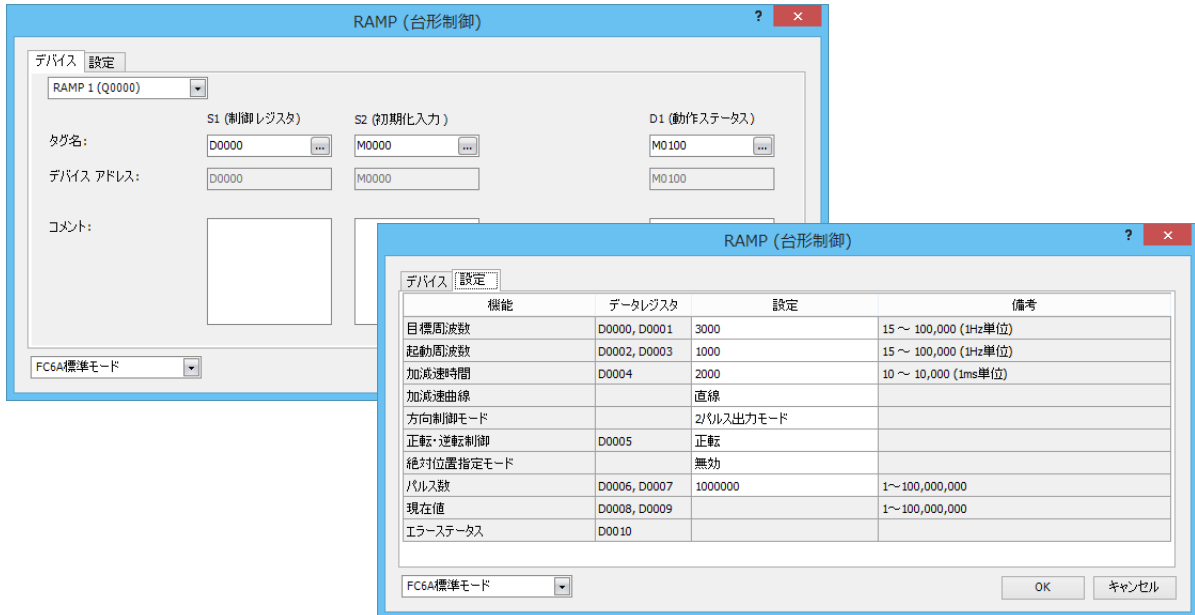 RAMP (台形制御)
? ×
デバイス 設定
RAMP 1 (Q0000)
S1 (制御レジスタ) S2 (初期化入力) D1 (動作ステータス)
タグ名: D0000 ... M0000 ... M0100 ...
デバイス アドレス: D0000 M0000 M0100
コメント:
FC6A標準モード
RAMP (台形制御)
? ×
デバイス 設定
機能 データレジスタ 設定 備考
目標周波数 D0000, D0001 3000 15 ~ 100,000 (1Hz単位)
起動周波数 D0002, D0003 1000 15 ~ 100,000 (1Hz単位)
加減速時間 D0004 2000 10 ~ 10,000 (1ms単位)
加減速曲線 直線
方向制御モード 2パルス出力モード
正転・逆転制御 D0005 正転
絶対位置指定モード 無効
パルス数 D0006, D0007 1000000 1~100,000,000
現在値 D0008, D0009 1~100,000,000
エラーステータス D0010
FC6A標準モード OK キャンセル